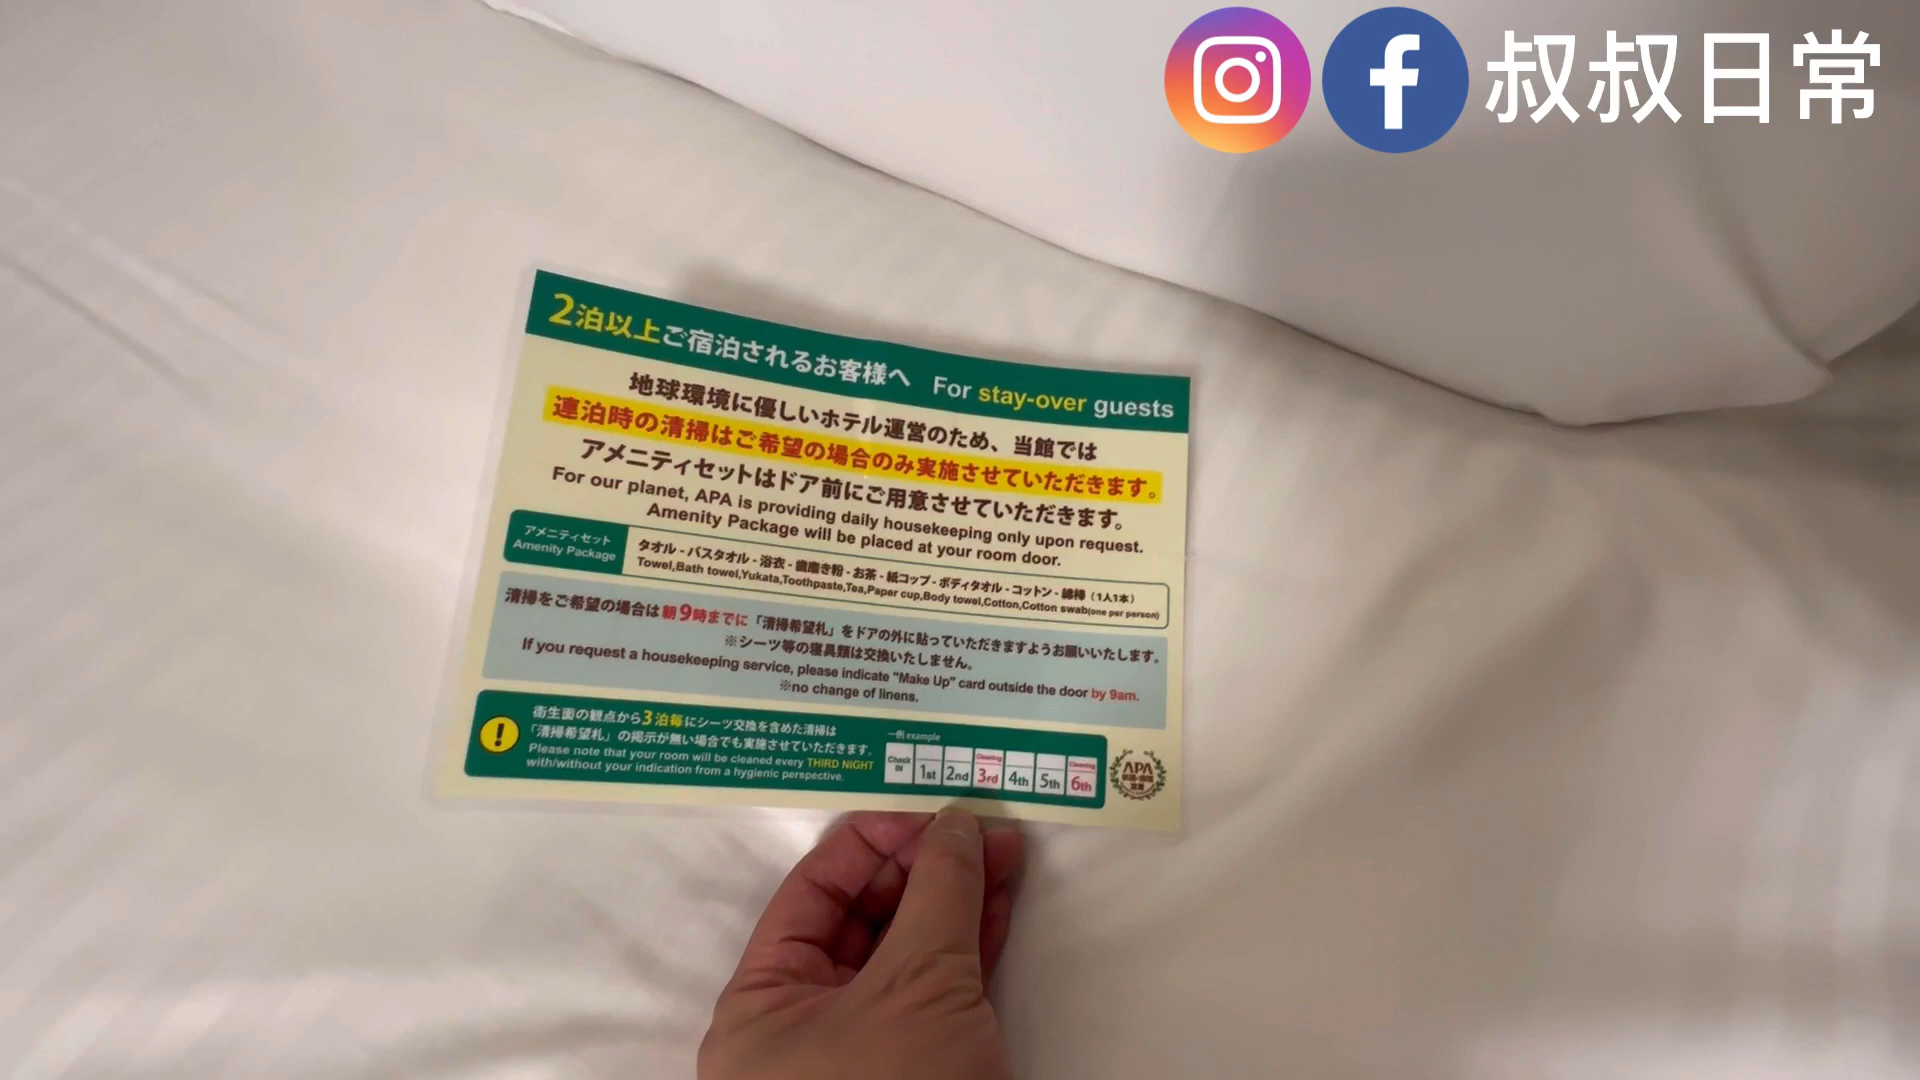 叔叔日常
2泊以上ご宿泊されるお客様へ For stay-over guests
地球環境に優しいホテル運営のため、当館では
連泊時の清掃はご希望の場合のみ実施させていただきます。
アメニティセットはドア前にご用意させていただきます。
For our planet, APA is providing daily housekeeping only upon request.
Amenity Package will be placed at your room door.
アメニティセット
Amenity Package
タオル - バスタオル - 浴衣 - 歯磨き粉 - お茶 - 紙コップ - ボディタオル - コットン - 綿棒（1人1本）
Towel,Bath towel,Yukata,Toothpaste,Tea,Paper cup,Body towel,Cotton,Cotton swab(one per person)
清掃をご希望の場合は朝9時までに「清掃希望札」をドアの外に貼っていただきますようお願いいたします。
※シーツ等の寝具類は交換いたしません。
If you request a housekeeping service, please indicate "Make Up" card outside the door by 9am.
※no change of linens.
!
衛生面の観点から3泊毎にシーツ交換を含めた清掃は
「清掃希望札」の掲示が無い場合でも実施させていただきます。
Please note that your room will be cleaned every THIRD NIGHT
with/without your indication from a hygienic perspective.
一例 example
Check IN 1st 2nd Cleaning 3rd 4th 5th Cleaning 6th
APA